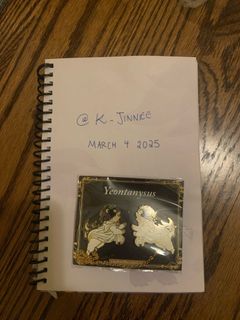 @ K-JINNEE
MARCH 4 2025
Yeontanysus